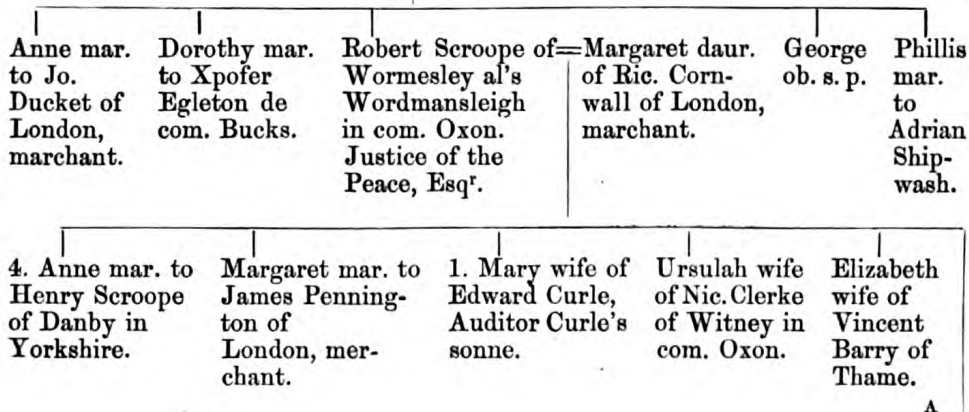 Anne mar.
to Jo.
Ducket of
London,
marchant.
Dorothy mar.
to Xpofer
Egleton de
com. Bucks.
Robert Scroope of=Margaret daur.
Wormesley al's
Wordmansleigh
in com. Oxon.
Justice of the
Peace, Esqʳ.
of Ric. Corn-
wall of London,
marchant.
George
ob. s. p.
Phillis
mar.
to
Adrian
Ship-
wash.
4. Anne mar. to
Henry Scroope
of Danby in
Yorkshire.
Margaret mar. to
James Penning-
ton of
London, mer-
chant.
1. Mary wife of
Edward Curle,
Auditor Curle's
sonne.
Ursulah wife
of Nic. Clerke
of Witney in
com. Oxon.
Elizabeth
wife of
Vincent
Barry of
Thame.
A